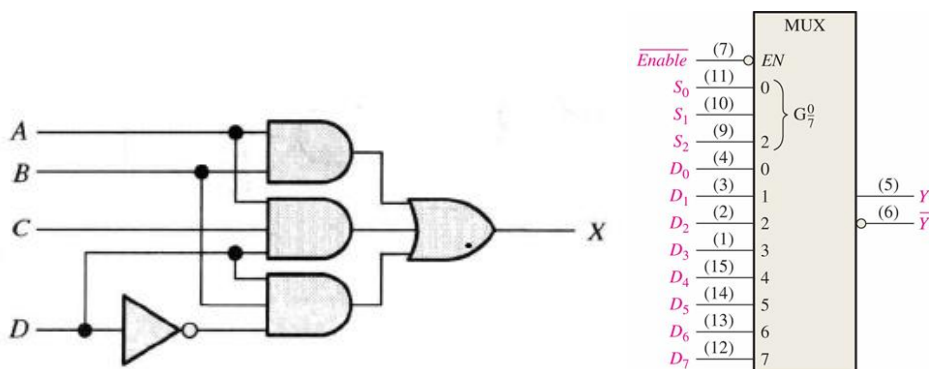 A
B
C
D
X
MUX
Enable (7) EN
S0 (11) 0
S1 (10) G 0/7
S2 (9) 2
D0 (4) 0
D1 (3) 1 (5) Y
D2 (2) 2 (6) Y
D3 (1) 3
D4 (15) 4
D5 (14) 5
D6 (13) 6
D7 (12) 7